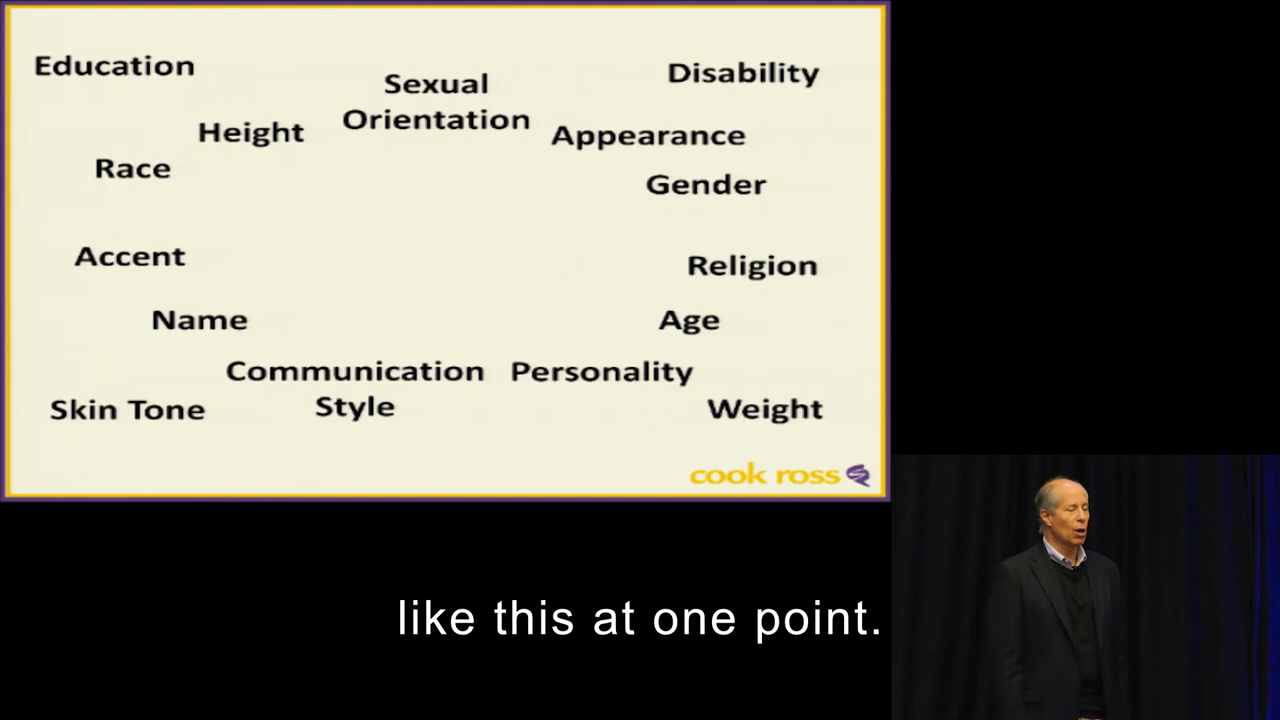 Education
Sexual
Orientation
Disability
Height
Appearance
Race
Gender
Accent
Religion
Name
Age
Communication
Style
Personality
Skin Tone
Weight
cook ross
like this at one point.